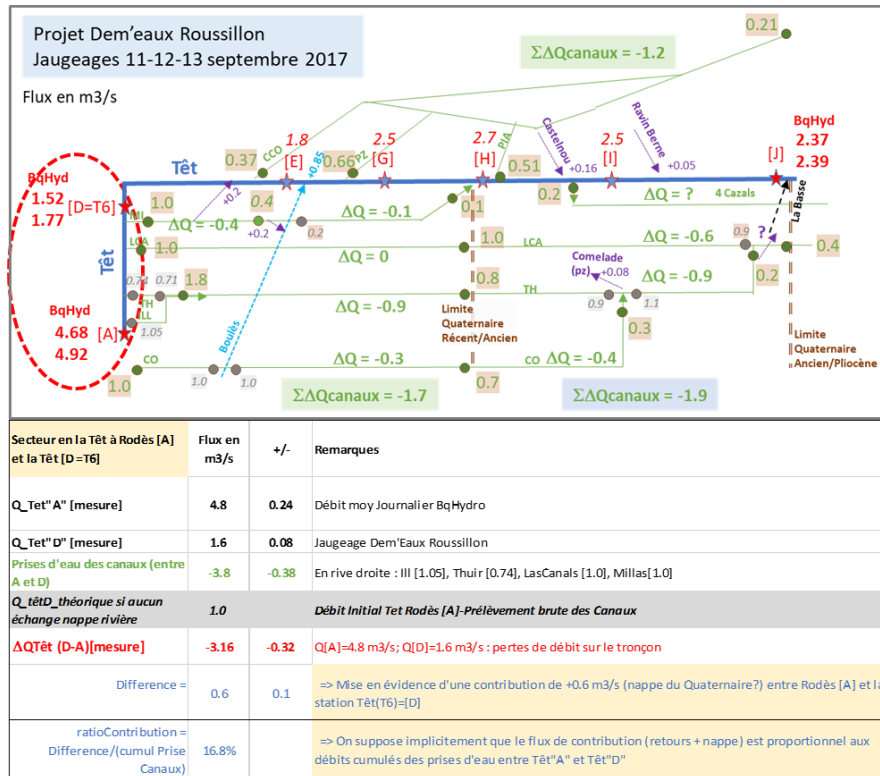 Projet Dem'eaux Roussillon
Jaugeages 11-12-13 septembre 2017
Flux en m3/s
ΣΔQcanaux = -1.2
0.21
BqHyd
2.37
2.39
[J]
Têt
0.37
CCO
1.8
[E]
+0.85
0.66
PZ
2.5
[G]
2.7
[H]
PIA
0.51
Castelnou
+0.16
2.5
[I]
Ravin Berne
+0.05
BqHyd
1.52
1.77
[D=T6]
MI
1.0
+0.2
ΔQ = -0.4
0.4
+0.2
0.2
ΔQ = -0.1
0.1
0.2
ΔQ = ?
4 Cazals
La Basse
Têt
LCA
1.0
ΔQ = 0
1.0
LCA
ΔQ = -0.6
0.9
?
0.4
0.74
0.71
1.8
TH
LL
1.05
ΔQ = -0.9
0.8
TH
Comelade
(pz)
+0.08
ΔQ = -0.9
0.9
1.1
0.2
BqHyd
4.68
4.92
[A]
Boulès
Limite
Quaternaire
Récent/Ancien
0.3
Limite
Quaternaire
Ancien/Pliocène
CO
1.0
1.0
1.0
ΔQ = -0.3
0.7
CO
ΔQ = -0.4
ΣΔQcanaux = -1.7
ΣΔQcanaux = -1.9
Secteur en la Têt à Rodès [A] et la Têt [D=T6] Flux en m3/s +/- Remarques
Q_Tet"A" [mesure] 4.8 0.24 Débit moy Journalier BqHydro
Q_Tet"D" [mesure] 1.6 0.08 Jaugeage Dem'Eaux Roussillon
Prises d'eau des canaux (entre A et D) -3.8 -0.38 En rive droite : Ill [1.05], Thuir [0.74], LasCanals [1.0], Millas[1.0]
Q_têtD_théorique si aucun échange nappe rivière 1.0 Débit Initial Tet Rodès [A]-Prélèvement brute des Canaux
ΔQTêt (D-A)[mesure] -3.16 -0.32 Q[A]=4.8 m3/s; Q[D]=1.6 m3/s : pertes de débit sur le tronçon
Difference = 0.6 0.1 => Mise en évidence d'une contribution de +0.6 m3/s (nappe du Quaternaire?) entre Rodès [A] et la
station Têt(T6)=[D]
ratioContribution =
Difference/(cumul Prise
Canaux) 16.8% => On suppose implicitement que le flux de contribution (retours + nappe) est proportionnel aux
débits cumulés des prises d'eau entre Têt"A" et Têt"D"